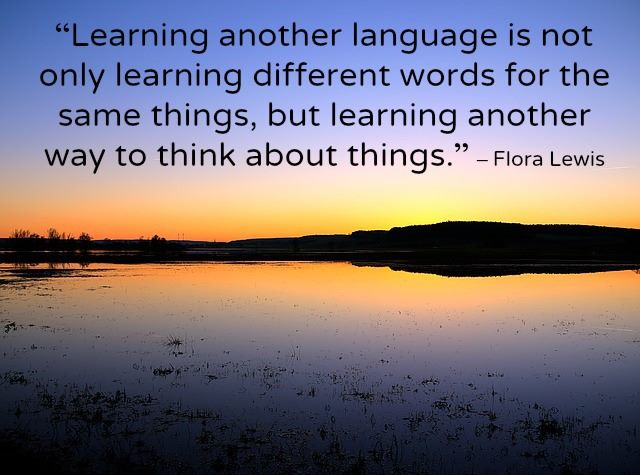 “Learning another language is not
only learning different words for the
same things, but learning another
way to think about things.” – Flora Lewis